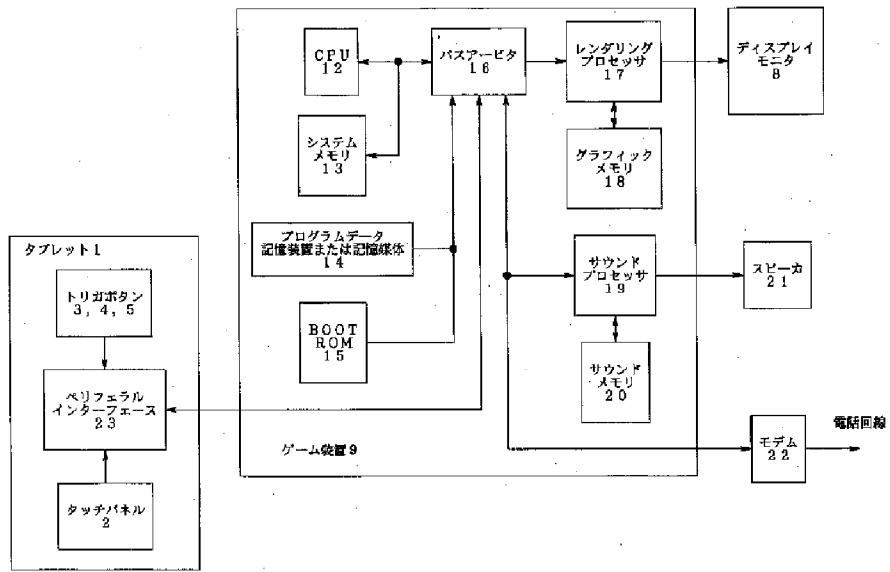 CPU
12
バスアービタ
16
レンダリング
プロセッサ
17
ディスプレイ
モニタ
8
システム
メモリ
13
グラフィック
メモリ
18
プログラムデータ
記憶装置または記憶媒体
14
タブレット1
トリガボタン
3, 4, 5
サウンド
プロセッサ
19
スピーカ
21
BOOT
ROM
15
サウンド
メモリ
20
ペリフェラル
インターフェース
23
ゲーム装置9
モデム
22
電話回線
タッチパネル
2